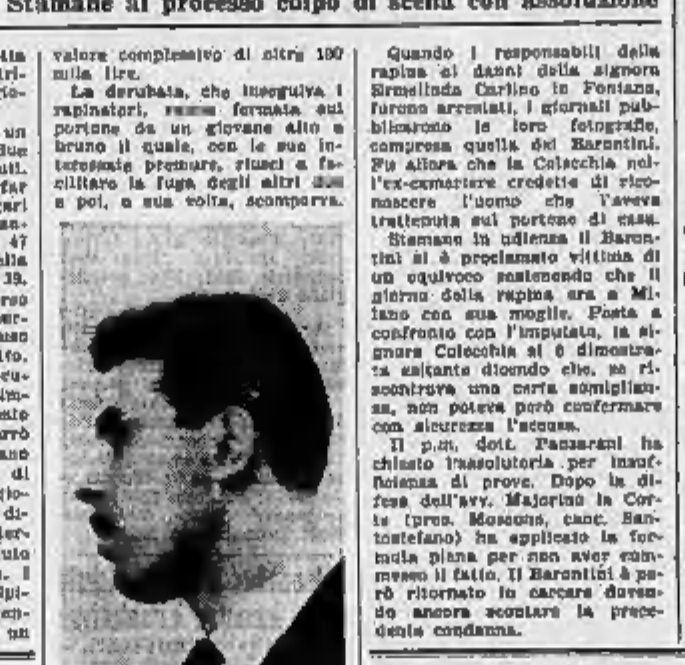 Stamane al processo colpo di scena con assoluzione
valore complessivo di oltre 100
mila lire.
La derubata, che inseguiva i
rapinatori, venne fermata sul
portone da un giovane alto e
bruno il quale, con le sue in-
teressate premure, riuscì a fa-
cilitare la fuga degli altri due
e poi, a sua volta, scomparve.
Quando i responsabili della
rapina ai danni della signora
Ermelinda Carlino in Fontana,
furono arrestati, i giornali pub-
blicarono le loro fotografie,
compresa quella del Barontini.
Fu allora che la Colecchia nel-
l'ex-cameriere credette di rico-
noscere l'uomo che l'aveva
trattenuta sul portone di casa.
Stamane in udienza il Baron-
tini si è proclamato vittima di
un equivoco sostenendo che il
giorno della rapina era a Mi-
lano con sua moglie. Posta a
confronto con l'imputato, la si-
gnora Colecchia si è dimostra-
ta esitante dicendo che, se ri-
scontrava una certa somiglian-
za, non poteva però confermare
con sicurezza l'accusa.
Il p.m. dott. Panzarani ha
chiesto l'assolutoria per insuf-
ficienza di prove. Dopo la di-
fesa dell'avv. Majorino la Cor-
te (pres. Moscone, canc. San-
tostefano) ha applicato la for-
mula piena per non aver com-
messo il fatto. Il Barontini è pe-
rò ritornato in carcere doven-
do ancora scontare la prece-
dente condanna.